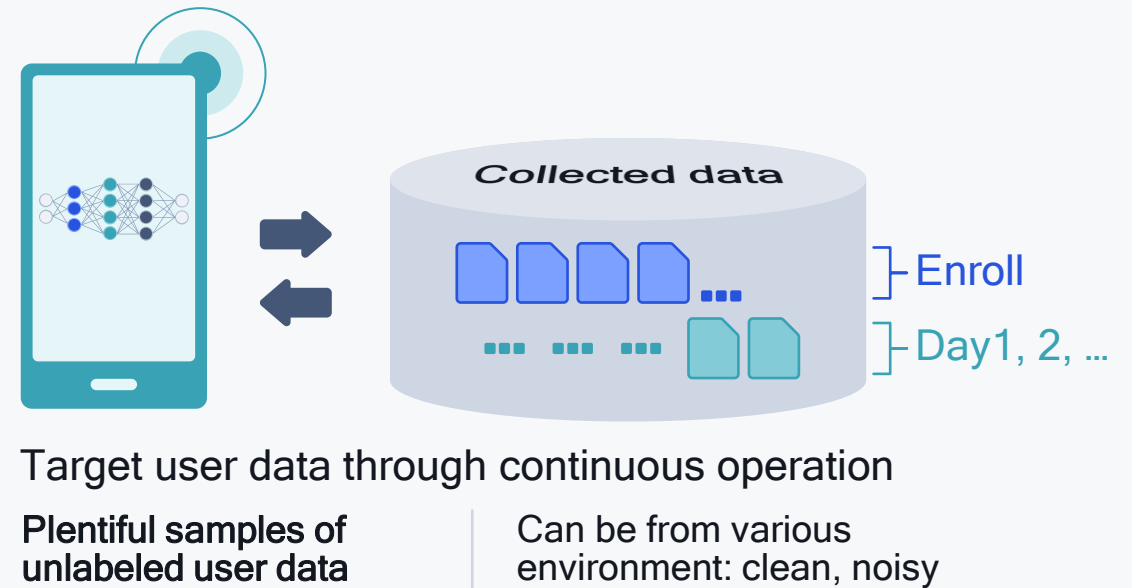 Collected data
Enroll
Day1, 2, ...
Target user data through continuous operation
Plentiful samples of
unlabeled user data
Can be from various
environment: clean, noisy